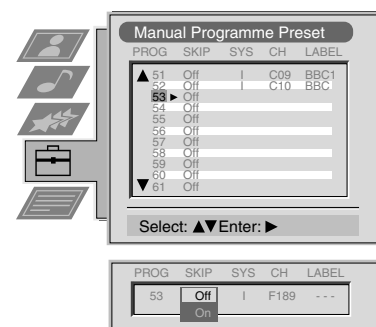 Manual Programme Preset
PROG SKIP SYS CH LABEL
▲ 51 Off I C09 BBC1
52 Off I C10 BBC
53 ► Off
54 Off
55 Off
56 Off
57 Off
58 Off
59 Off
60 Off
▼ 61 Off
Select: ▲▼ Enter: ►
PROG SKIP SYS CH LABEL
53 Off I F189 - - -
On